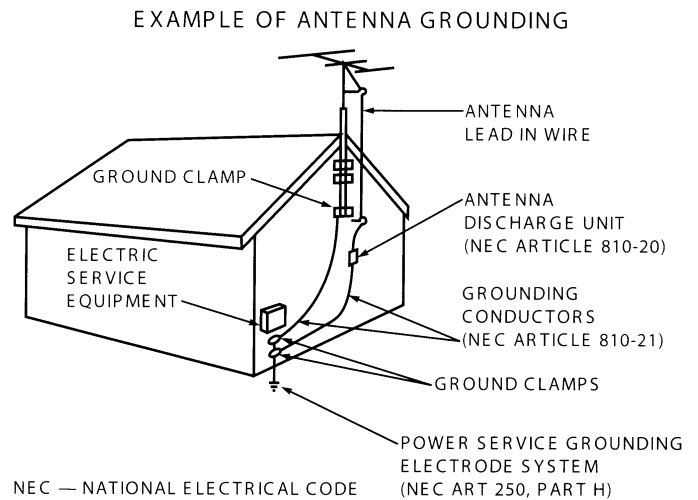 EXAMPLE OF ANTENNA GROUNDING
ANTENNA
LEAD IN WIRE
GROUND CLAMP
ANTENNA
DISCHARGE UNIT
(NEC ARTICLE 810-20)
ELECTRIC
SERVICE
EQUIPMENT
GROUNDING
CONDUCTORS
(NEC ARTICLE 810-21)
GROUND CLAMPS
POWER SERVICE GROUNDING
ELECTRODE SYSTEM
(NEC ART 250, PART H)
NEC — NATIONAL ELECTRICAL CODE